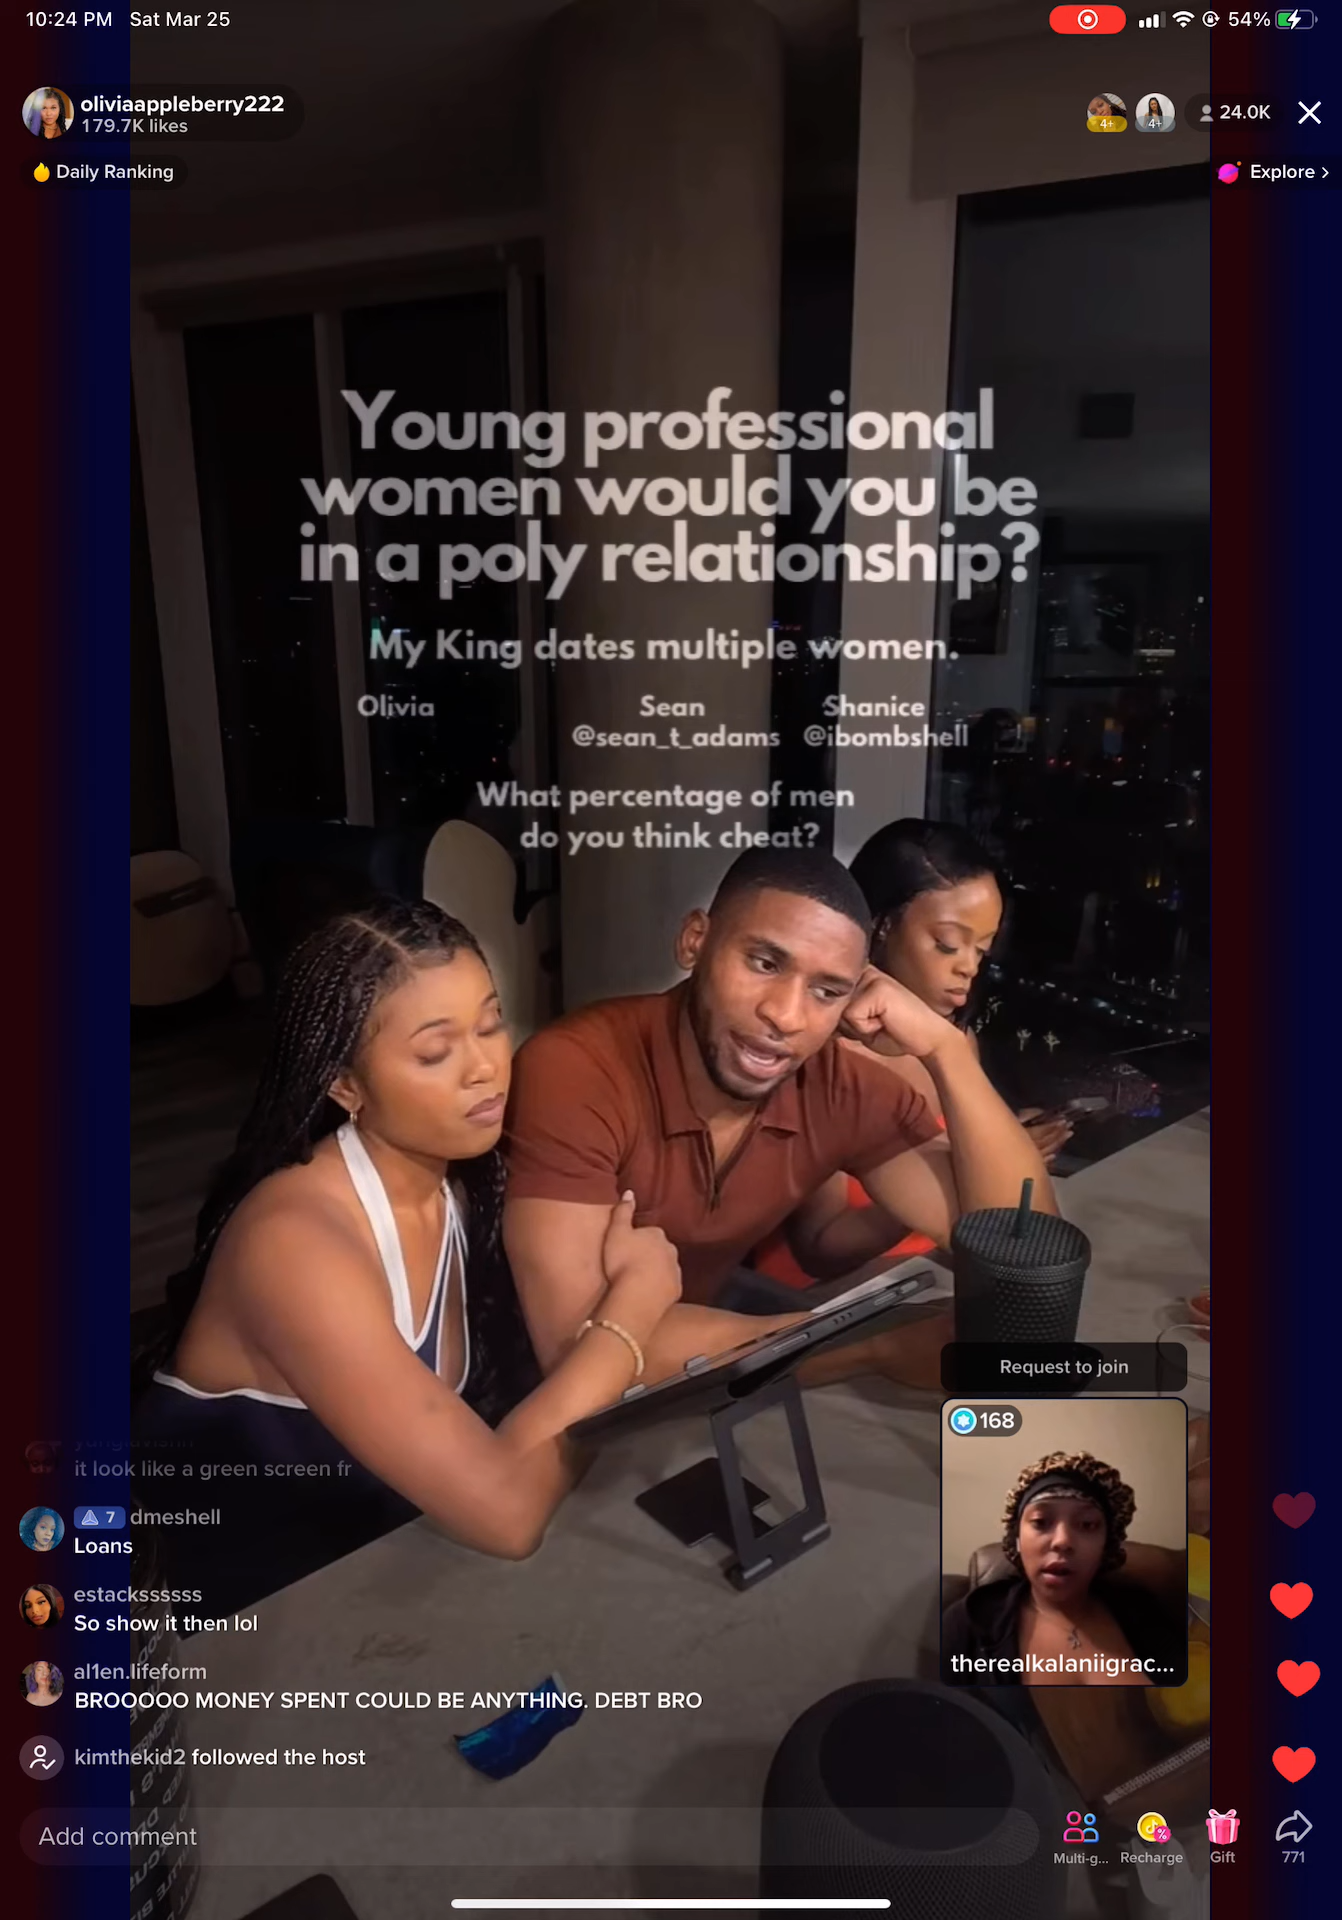 10:24 PM Sat Mar 25
54%
oliviaappleberry222
179.7K likes
4+
4+
24.0K
Daily Ranking
Explore >
Young professional
women would you be
in a poly relationship?
My King dates multiple women.
Olivia Sean Shanice
@sean_t_adams @ibombshell
What percentage of men
do you think cheat?
Request to join
168
therealkalaniigrac...
it look like a green screen fr
7 dmeshell
Loans
estackssssss
So show it then lol
al1en.lifeform
BROOOOO MONEY SPENT COULD BE ANYTHING. DEBT BRO
kimthekid2 followed the host
Add comment
Multi-g...
Recharge
Gift
771